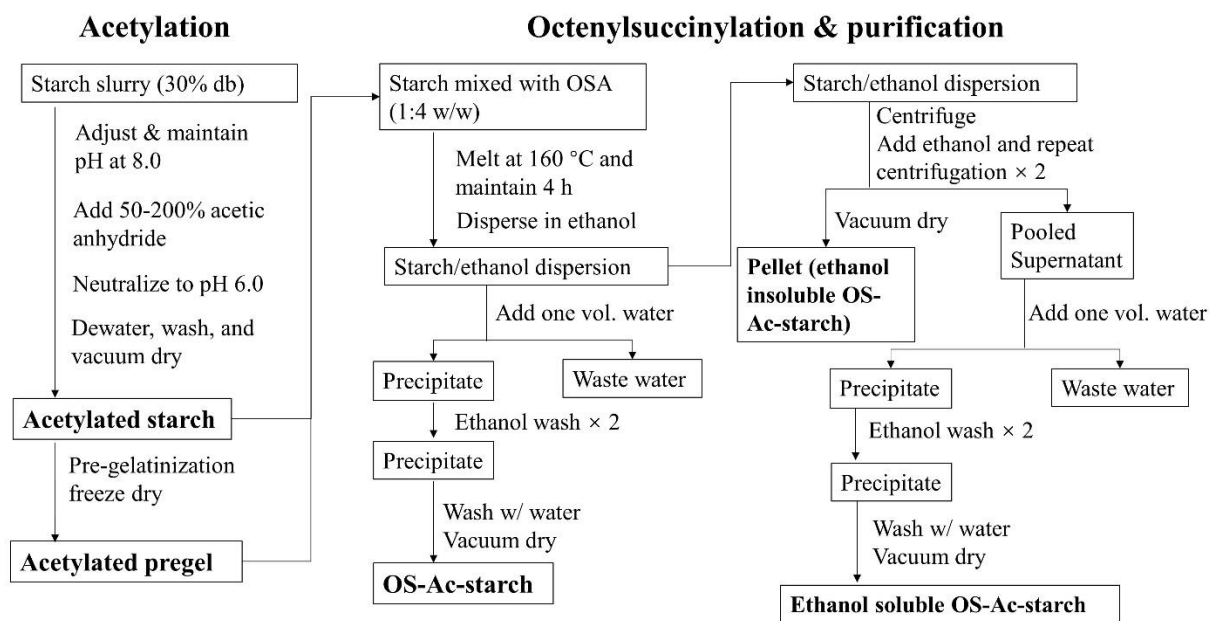 Acetylation
Starch slurry (30% db)
Adjust & maintain
pH at 8.0
Add 50-200% acetic
anhydride
Neutralize to pH 6.0
Dewater, wash, and
vacuum dry
Acetylated starch
Pre-gelatinization
freeze dry
Acetylated pregel
Octenylsuccinylation & purification
Starch mixed with OSA
(1:4 w/w)
Melt at 160 °C and
maintain 4 h
Disperse in ethanol
Starch/ethanol dispersion
Add one vol. water
Precipitate
Waste water
Ethanol wash × 2
Precipitate
Wash w/ water
Vacuum dry
OS-Ac-starch
Starch/ethanol dispersion
Centrifuge
Add ethanol and repeat
centrifugation × 2
Vacuum dry
Pellet (ethanol
insoluble OS-
Ac-starch)
Pooled
Supernatant
Add one vol. water
Precipitate
Waste water
Ethanol wash × 2
Precipitate
Wash w/ water
Vacuum dry
Ethanol soluble OS-Ac-starch